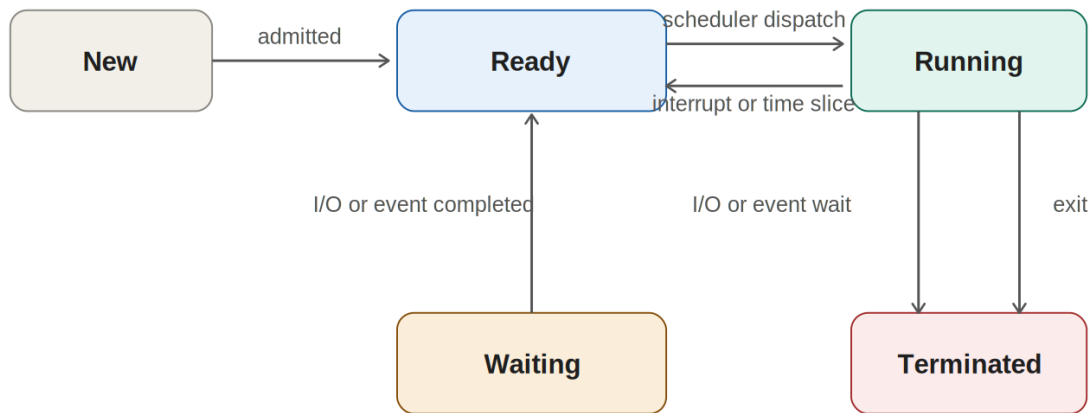 New
admitted
Ready
scheduler dispatch
Running
interrupt or time slice
I/O or event completed
I/O or event wait
exit
Waiting
Terminated